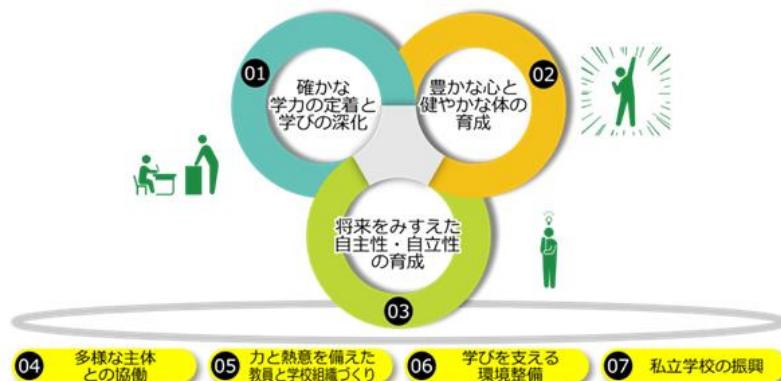 01
確かな
学力の定着と
学びの深化
02
豊かな心と
健やかな体の
育成
将来をみすえた
自主性・自立性
の育成
03
04
多様な主体
との協働
05
力と熱意を備えた
教員と学校組織づくり
06
学びを支える
環境整備
07
私立学校の振興